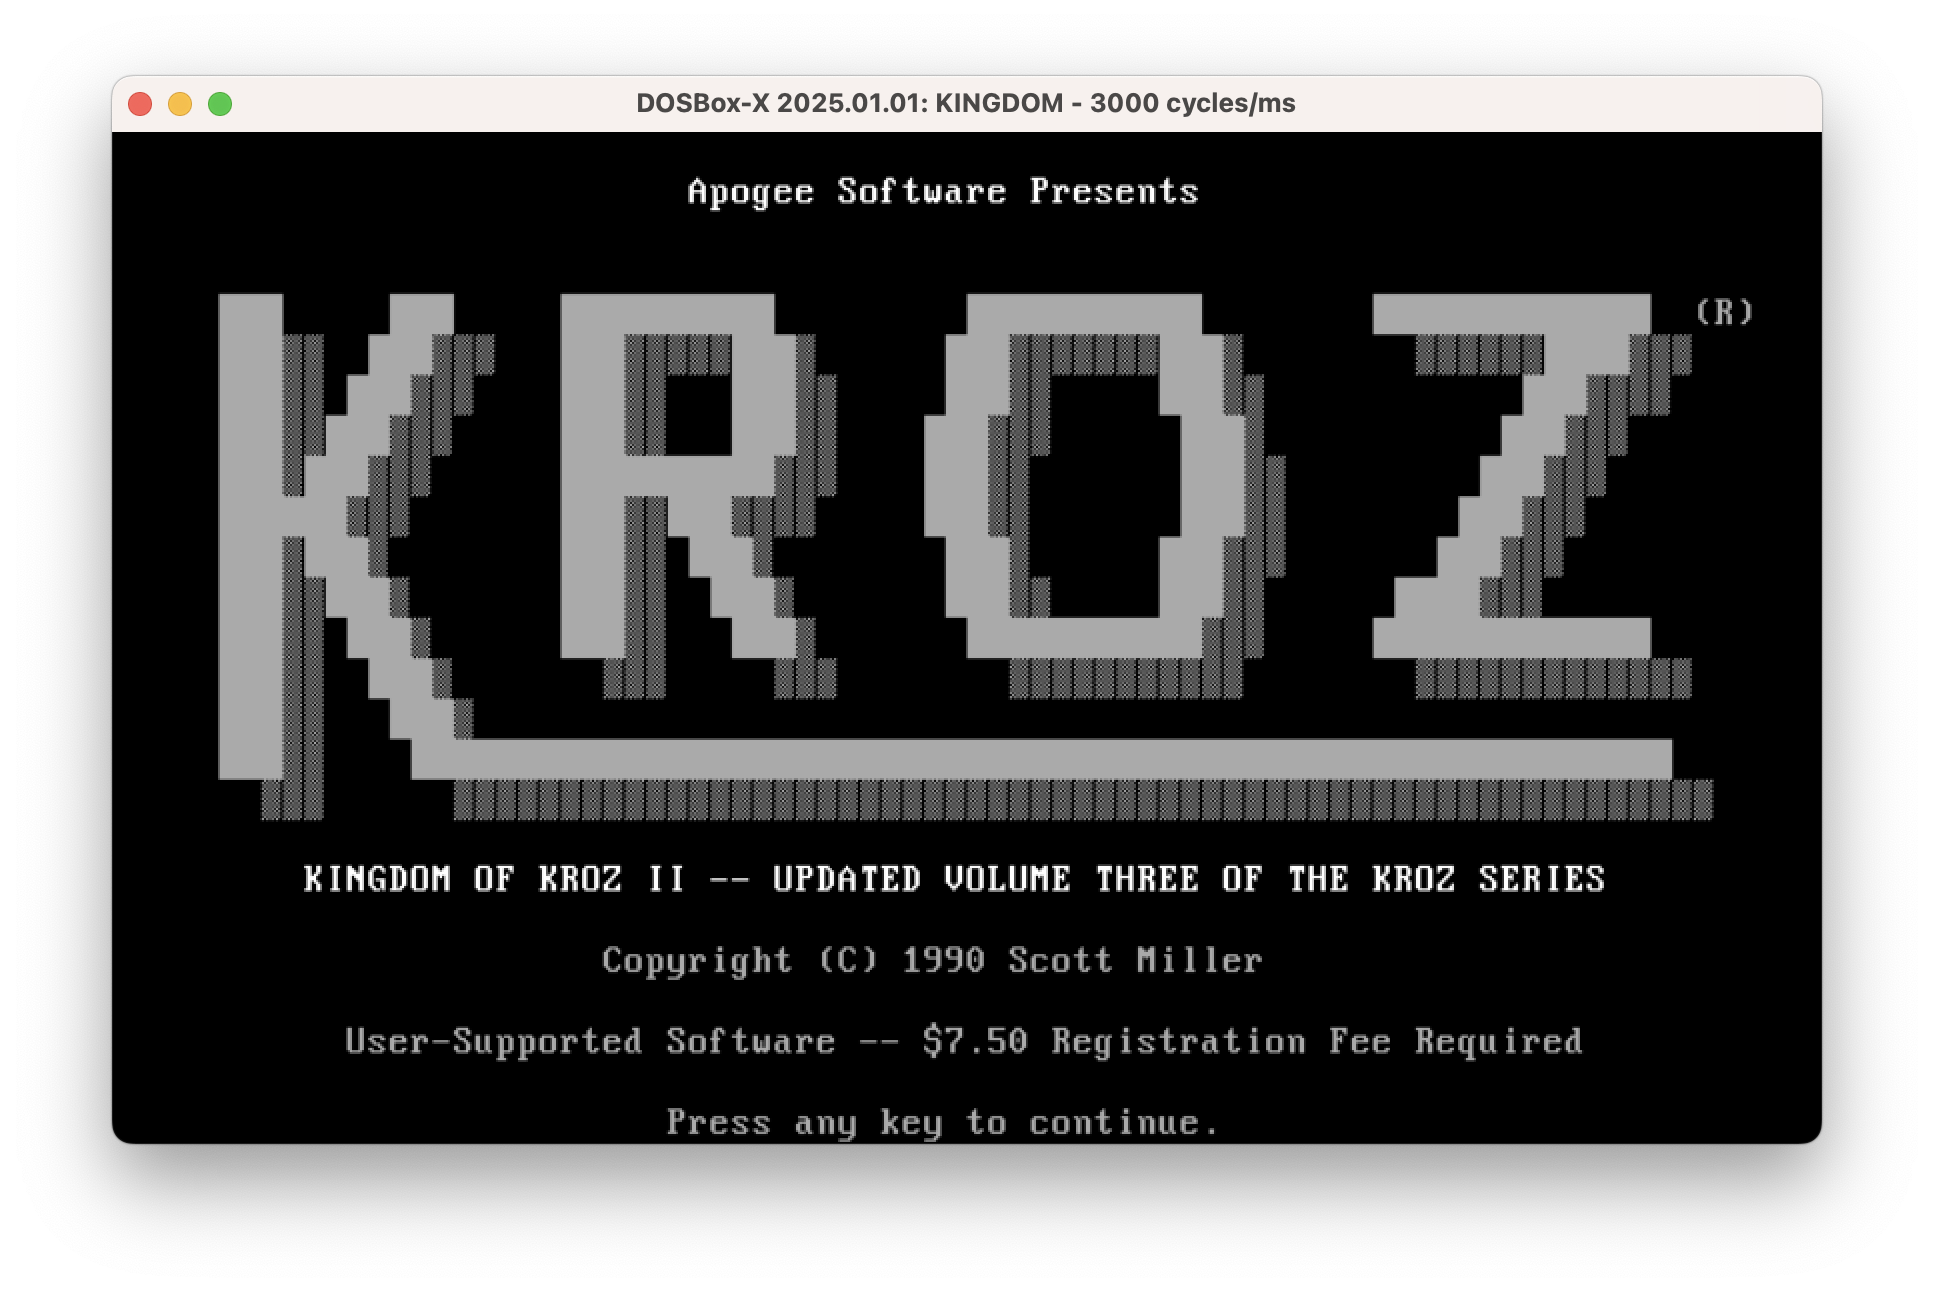 DOSBox-X 2025.01.01: KINGDOM - 3000 cycles/ms
Apogee Software Presents
KROZ (R)
KINGDOM OF KROZ II -- UPDATED VOLUME THREE OF THE KROZ SERIES
Copyright (C) 1990 Scott Miller
User-Supported Software -- $7.50 Registration Fee Required
Press any key to continue.